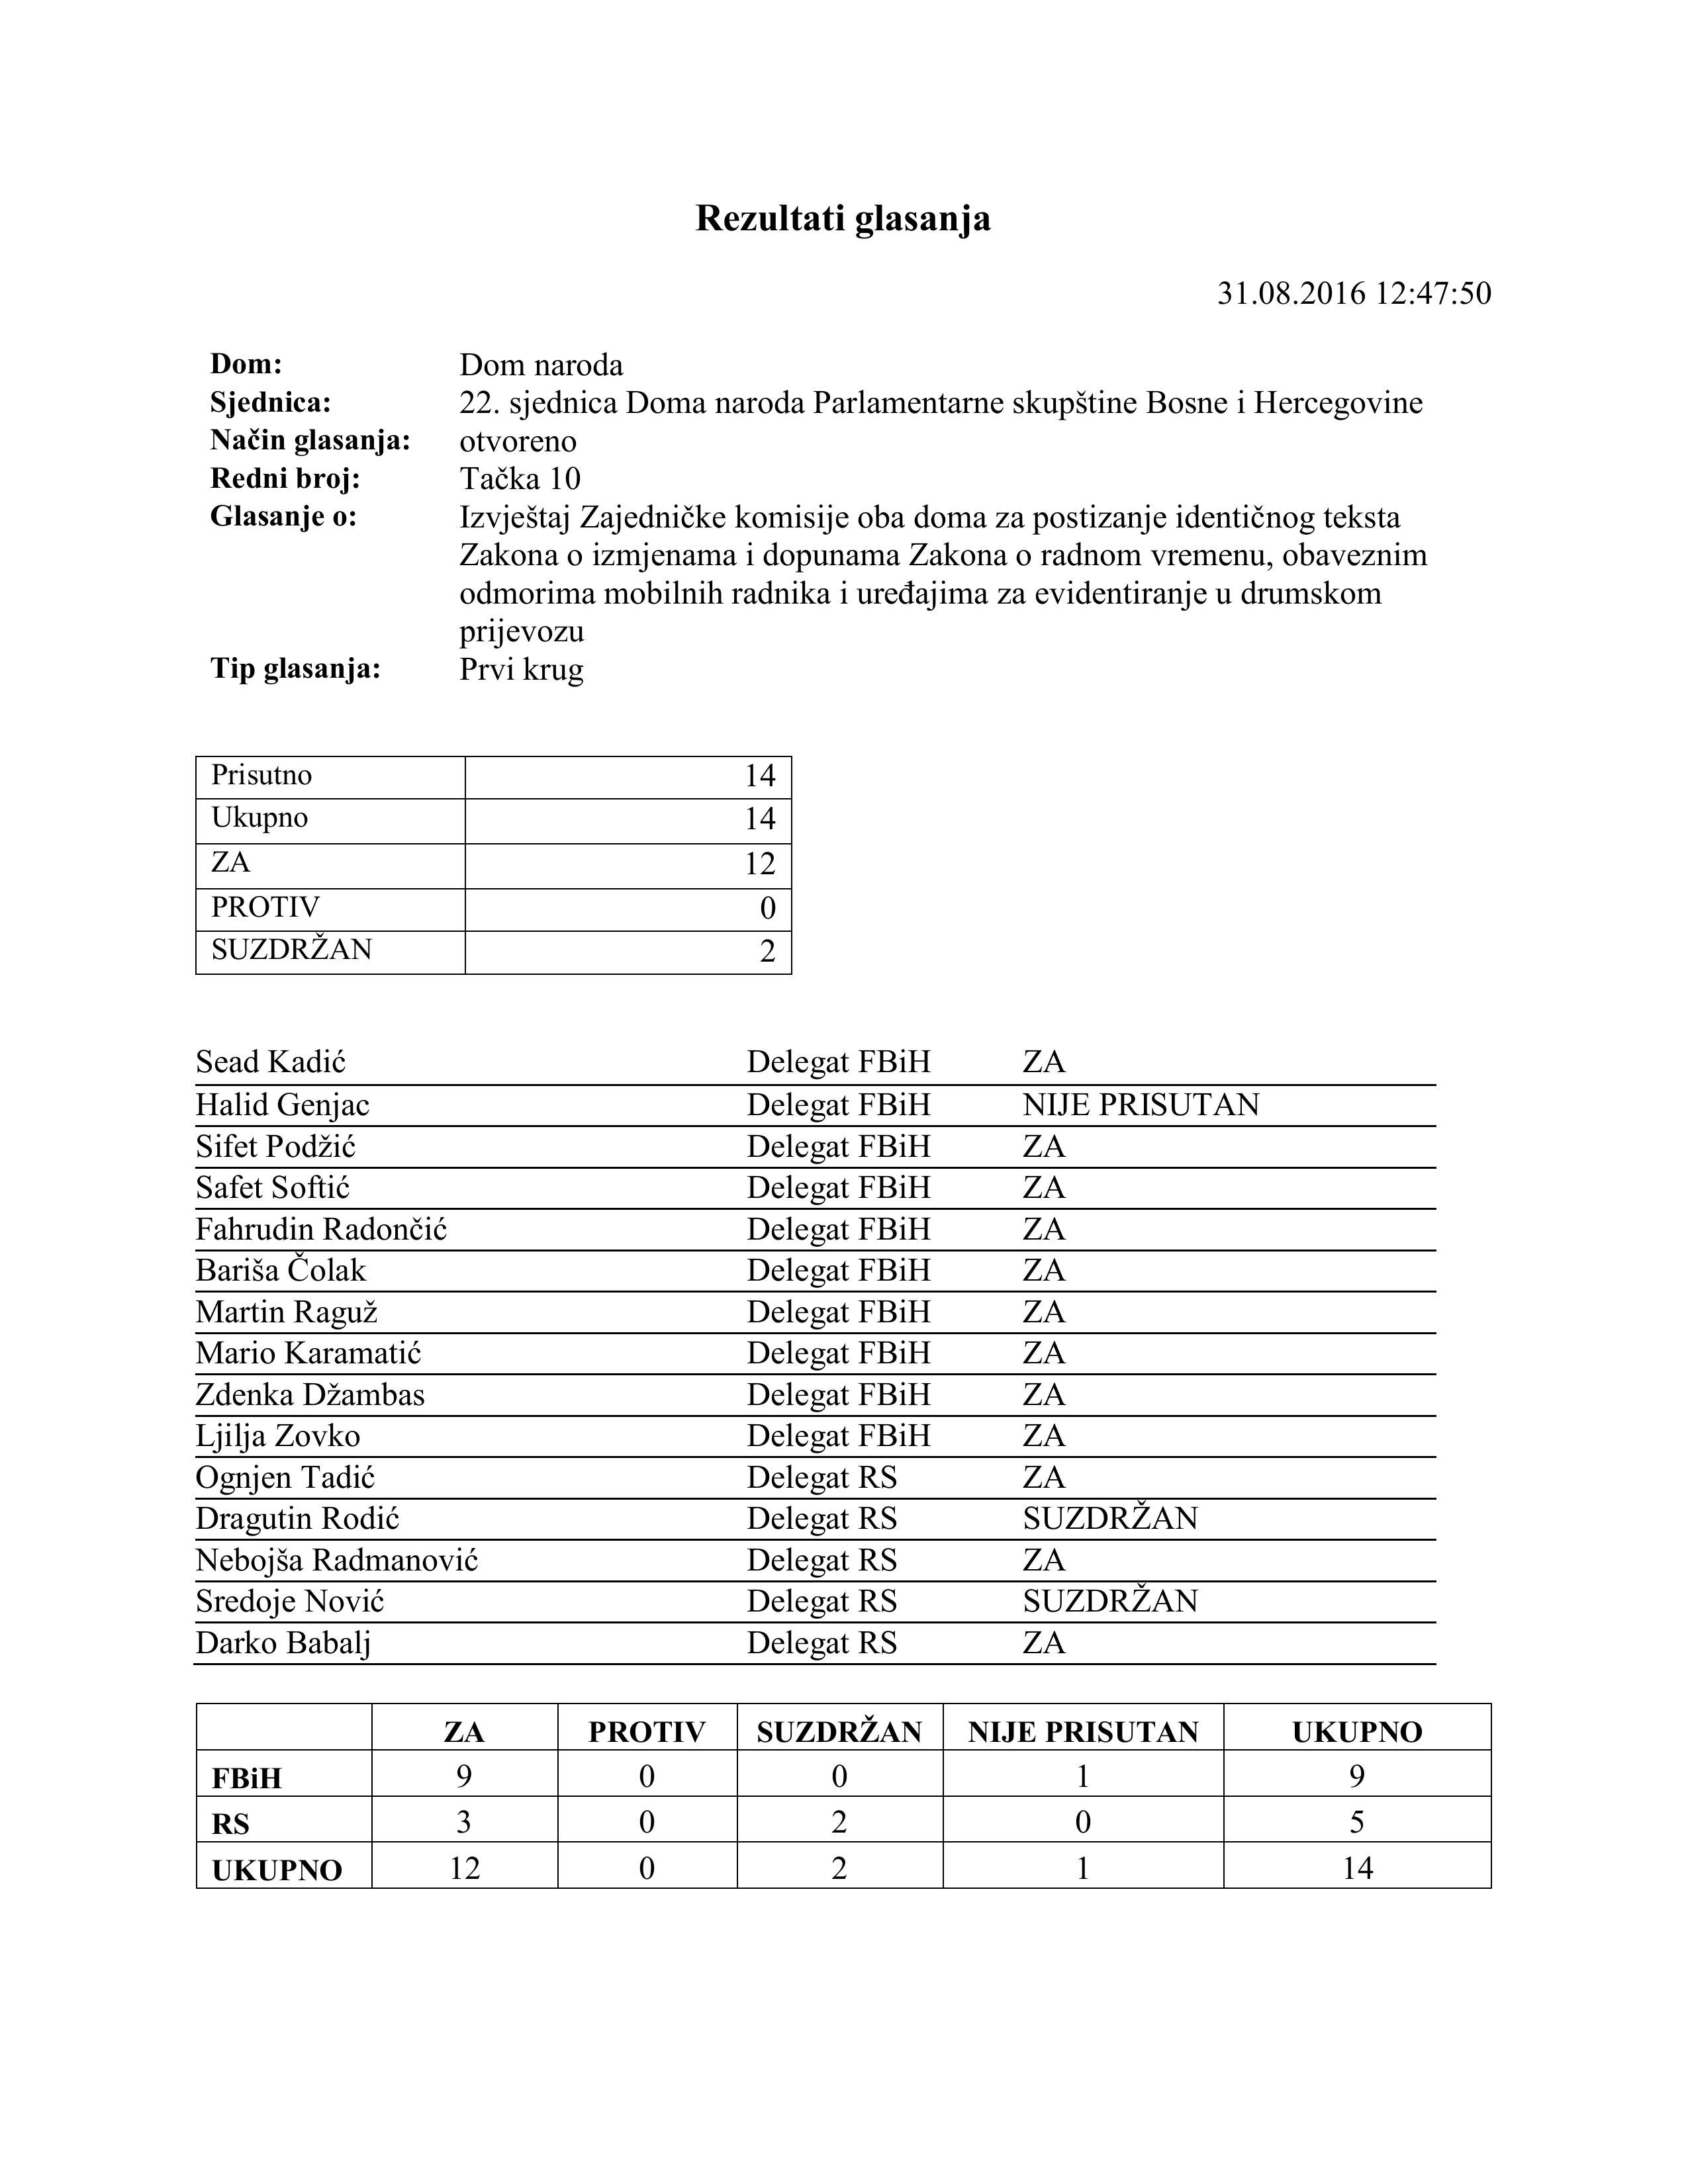 Rezultati glasanja
31.08.2016 12:47:50
Dom: Dom naroda
Sjednica: 22. sjednica Doma naroda Parlamentarne skupštine Bosne i Hercegovine
Način glasanja: otvoreno
Redni broj: Tačka 10
Glasanje o: Izvještaj Zajedničke komisije oba doma za postizanje identičnog teksta
Zakona o izmjenama i dopunama Zakona o radnom vremenu, obaveznim
odmorima mobilnih radnika i uređajima za evidentiranje u drumskom
prijevozu
Tip glasanja: Prvi krug
Prisutno 14
Ukupno 14
ZA 12
PROTIV 0
SUZDRŽAN 2
Sead Kadić Delegat FBiH ZA
Halid Genjac Delegat FBiH NIJE PRISUTAN
Sifet Podžić Delegat FBiH ZA
Safet Softić Delegat FBiH ZA
Fahrudin Radončić Delegat FBiH ZA
Bariša Čolak Delegat FBiH ZA
Martin Raguž Delegat FBiH ZA
Mario Karamatić Delegat FBiH ZA
Zdenka Džambas Delegat FBiH ZA
Ljilja Zovko Delegat FBiH ZA
Ognjen Tadić Delegat RS ZA
Dragutin Rodić Delegat RS SUZDRŽAN
Nebojša Radmanović Delegat RS ZA
Sredoje Nović Delegat RS SUZDRŽAN
Darko Babalj Delegat RS ZA
ZA PROTIV SUZDRŽAN NIJE PRISUTAN UKUPNO
FBiH 9 0 0 1 9
RS 3 0 2 0 5
UKUPNO 12 0 2 1 14